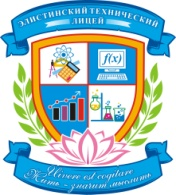 ЭЛИСТИНСКИЙ ТЕХНИЧЕСКИЙ
ЛИЦЕЙ
f(x)
Vivere est cogitare
Жить - значит мыслить